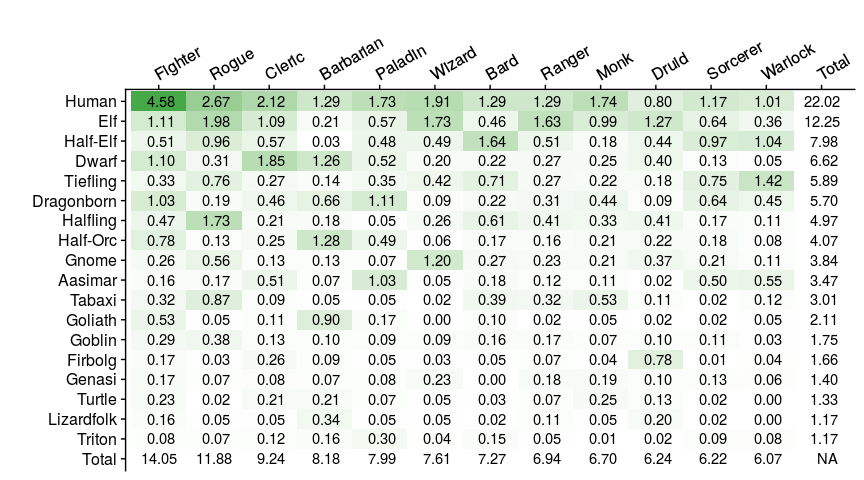 Fighter Rogue Cleric Barbarian Paladin Wizard Bard Ranger Monk Druid Sorcerer Warlock Total
Human 4.58 2.67 2.12 1.29 1.73 1.91 1.29 1.29 1.74 0.80 1.17 1.01 22.02
Elf 1.11 1.98 1.09 0.21 0.57 1.73 0.46 1.63 0.99 1.27 0.64 0.36 12.25
Half-Elf 0.51 0.96 0.57 0.03 0.48 0.49 1.64 0.51 0.18 0.44 0.97 1.04 7.98
Dwarf 1.10 0.31 1.85 1.26 0.52 0.20 0.22 0.27 0.25 0.40 0.13 0.05 6.62
Tiefling 0.33 0.76 0.27 0.14 0.35 0.42 0.71 0.27 0.22 0.18 0.75 1.42 5.89
Dragonborn 1.03 0.19 0.46 0.66 1.11 0.09 0.22 0.31 0.44 0.09 0.64 0.45 5.70
Halfling 0.47 1.73 0.21 0.18 0.05 0.26 0.61 0.41 0.33 0.41 0.17 0.11 4.97
Half-Orc 0.78 0.13 0.25 1.28 0.49 0.06 0.17 0.16 0.21 0.22 0.18 0.08 4.07
Gnome 0.26 0.56 0.13 0.13 0.07 1.20 0.27 0.23 0.21 0.37 0.21 0.11 3.84
Aasimar 0.16 0.17 0.51 0.07 1.03 0.05 0.18 0.12 0.11 0.02 0.50 0.55 3.47
Tabaxi 0.32 0.87 0.09 0.05 0.05 0.02 0.39 0.32 0.53 0.11 0.02 0.12 3.01
Goliath 0.53 0.05 0.11 0.90 0.17 0.00 0.10 0.02 0.05 0.02 0.02 0.05 2.11
Goblin 0.29 0.38 0.13 0.10 0.09 0.09 0.16 0.17 0.07 0.10 0.11 0.03 1.75
Firbolg 0.17 0.03 0.26 0.09 0.05 0.03 0.05 0.07 0.04 0.78 0.01 0.04 1.66
Genasi 0.17 0.07 0.08 0.07 0.08 0.23 0.00 0.18 0.19 0.10 0.13 0.06 1.40
Turtle 0.23 0.02 0.21 0.21 0.07 0.05 0.03 0.07 0.25 0.13 0.02 0.00 1.33
Lizardfolk 0.16 0.05 0.05 0.34 0.05 0.05 0.02 0.11 0.05 0.20 0.02 0.00 1.17
Triton 0.08 0.07 0.12 0.16 0.30 0.04 0.15 0.05 0.01 0.02 0.09 0.08 1.17
Total 14.05 11.88 9.24 8.18 7.99 7.61 7.27 6.94 6.70 6.24 6.22 6.07 NA